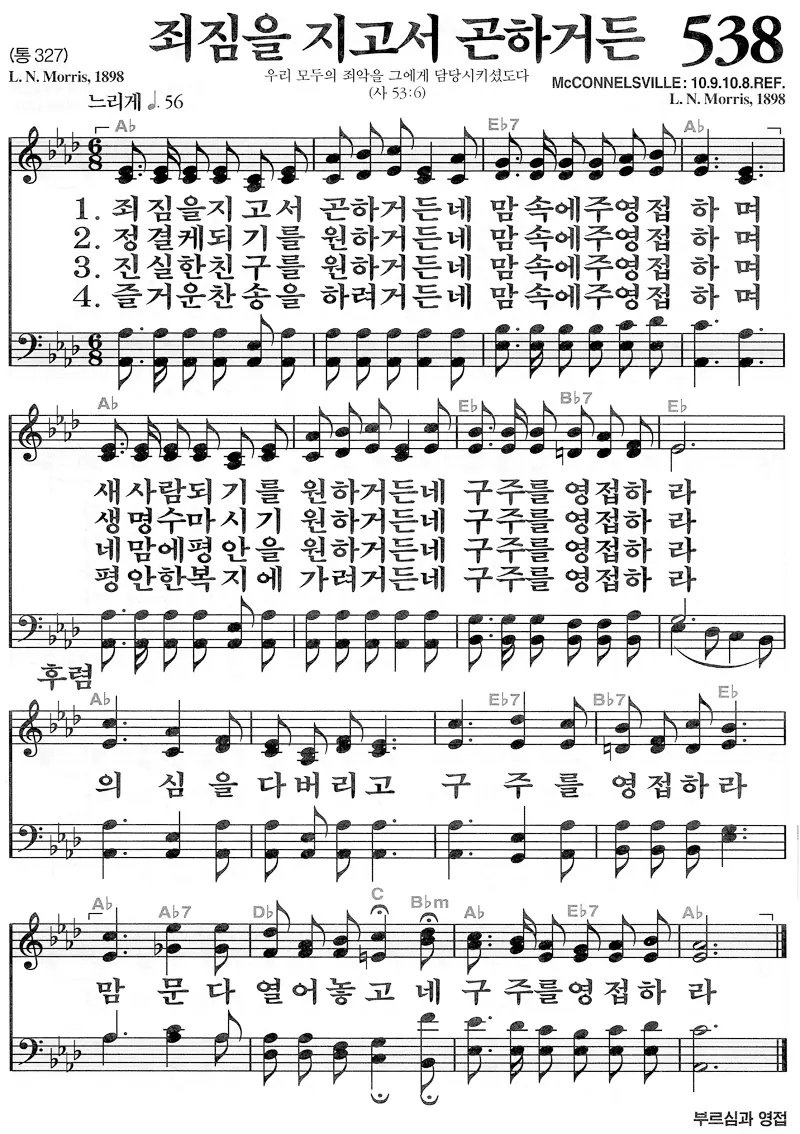 죄짐을 지고서 곤하거든 538
(통 327)
L. N. Morris, 1898
우리 모두의 죄악을 그에게 담당시키셨도다
(사 53:6)
McCONNELSVILLE: 10.9.10.8.REF.
L. N. Morris, 1898
느리게 ♩. 56
A♭ E♭7 A♭
1. 죄짐을지고서 곤하거든네 맘속에주영접하며
2. 정결케되기를 원하거든네 맘속에주영접하며
3. 진실한친구를 원하거든네 맘속에주영접하며
4. 즐거운찬송을 하려거든네 맘속에주영접하며
A♭ E♭ B♭7 E♭
새사람되기를 원하거든네 구주를 영접하라
생명수마시기 원하거든네 구주를 영접하라
네맘에평안을 원하거든네 구주를 영접하라
평안한복지에 가려거든네 구주를 영접하라
후렴
A♭ E♭7 B♭7 E♭
의 심 을 다버리고 구 주 를 영접하라
A♭ A♭7 D♭ C B♭m A♭ E♭7 A♭
맘 문 다 열어놓고 네 구 주를영접하 라
부르심과 영접